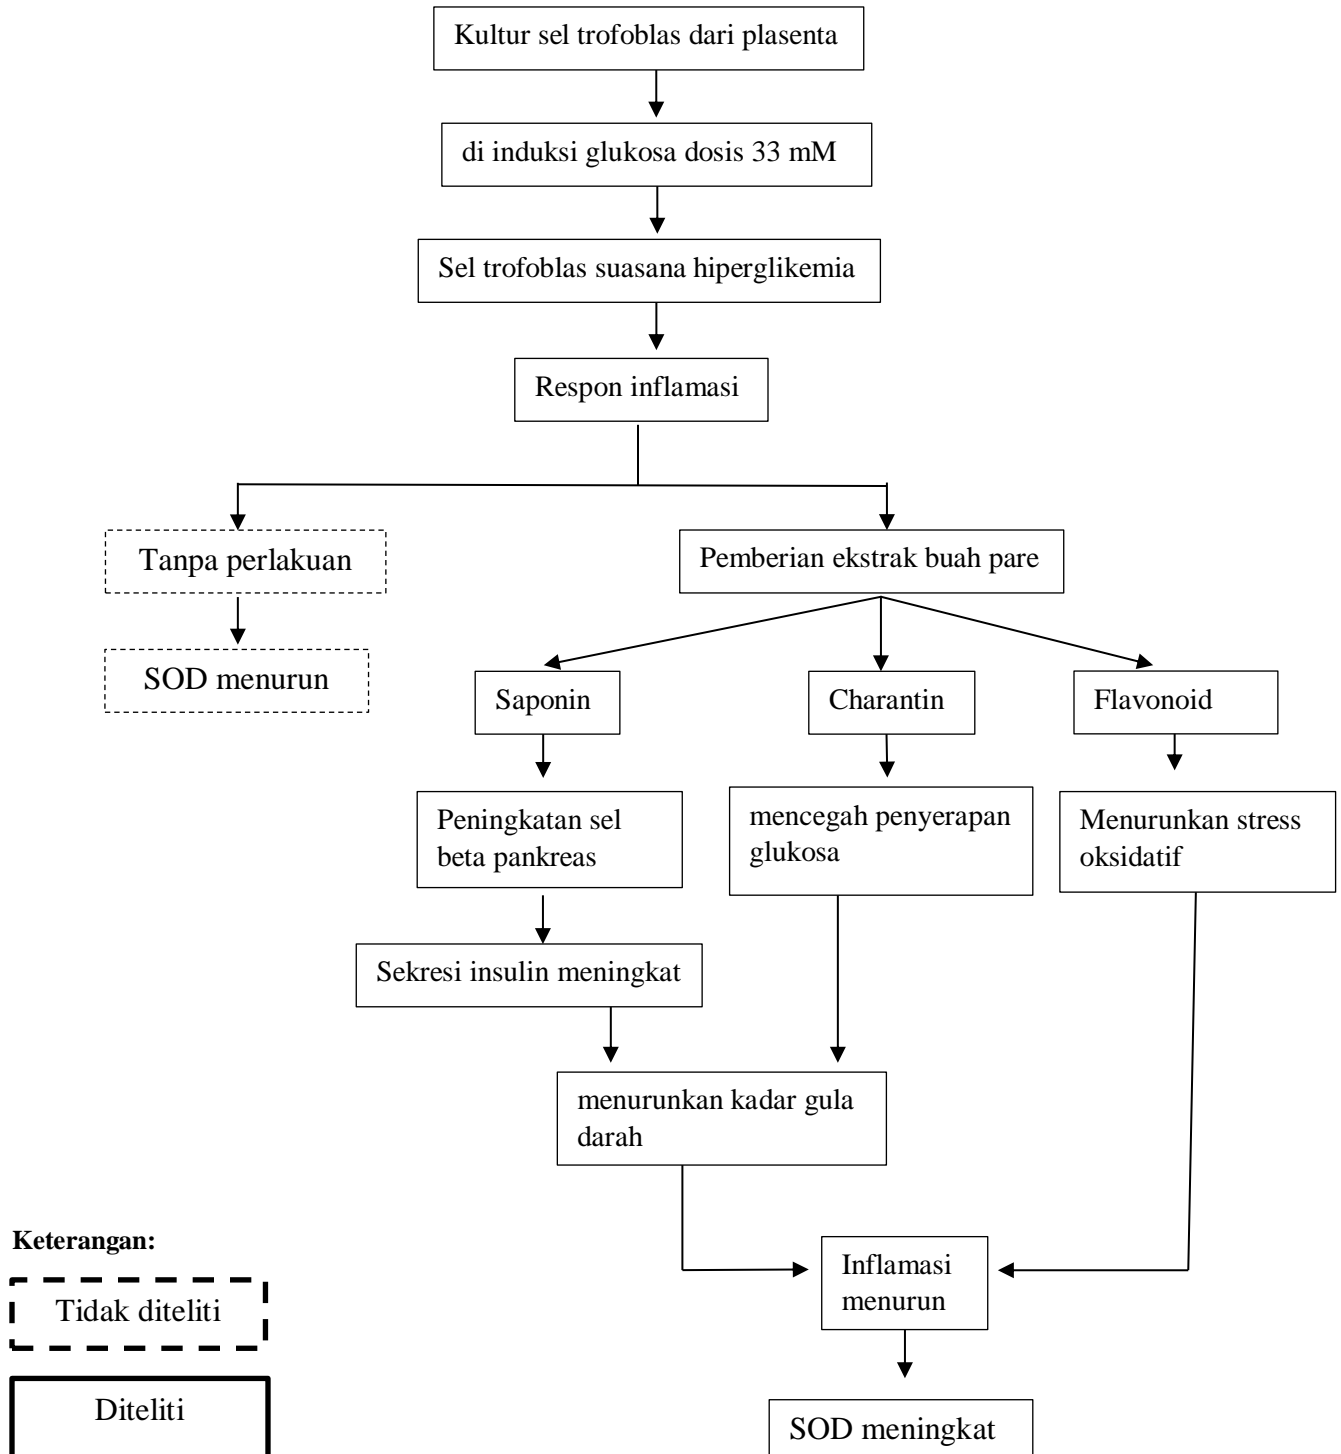 Kultur sel trofoblas dari plasenta
di induksi glukosa dosis 33 mM
Sel trofoblas suasana hiperglikemia
Respon inflamasi
Tanpa perlakuan
Pemberian ekstrak buah pare
SOD menurun
Saponin
Charantin
Flavonoid
Peningkatan sel
beta pankreas
mencegah penyerapan
glukosa
Menurunkan stress
oksidatif
Sekresi insulin meningkat
menurunkan kadar gula
darah
Keterangan:
Tidak diteliti
Diteliti
Inflamasi
menurun
SOD meningkat